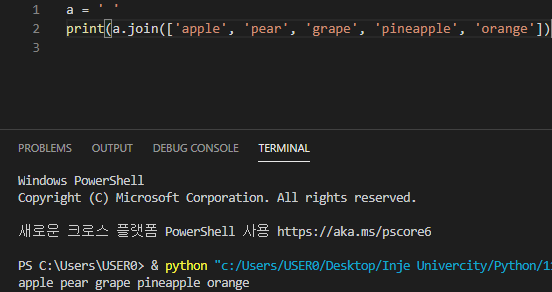 1 a = ' '
2 print(a.join(['apple', 'pear', 'grape', 'pineapple', 'orange'])
3
PROBLEMS OUTPUT DEBUG CONSOLE TERMINAL
Windows PowerShell
Copyright (C) Microsoft Corporation. All rights reserved.
새로운 크로스 플랫폼 PowerShell 사용 https://aka.ms/pscore6
PS C:\Users\USER0> & python "c:/Users/USER0/Desktop/Inje Univercity/Python/1
apple pear grape pineapple orange